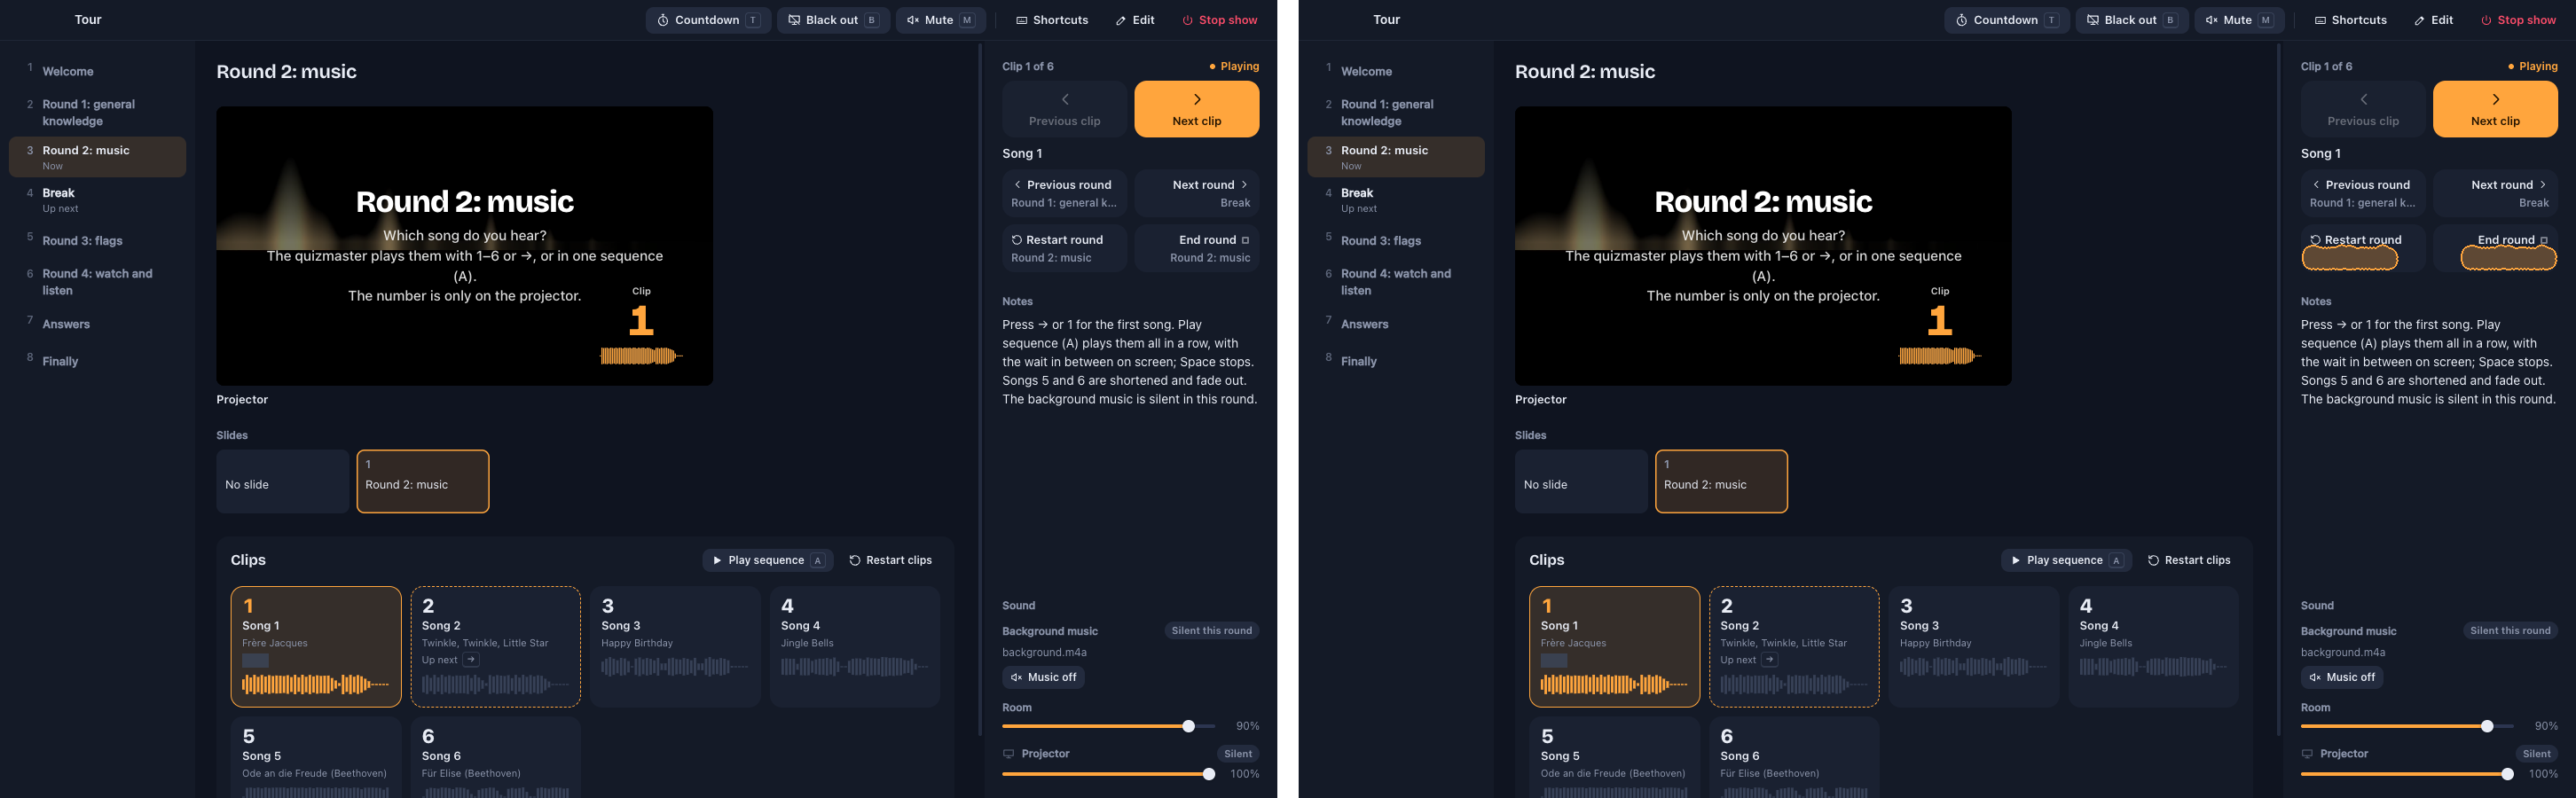 Tour
Countdown T
Black out B
Mute M
Shortcuts
Edit
Stop show
1 Welcome
2 Round 1: general
knowledge
3 Round 2: music
Now
4 Break
Up next
5 Round 3: flags
6 Round 4: watch and
listen
7 Answers
8 Finally
Round 2: music
Round 2: music
Which song do you hear?
The quizmaster plays them with 1–6 or →, or in one sequence
(A).
The number is only on the projector.
Clip
1
Projector
Slides
No slide
1
Round 2: music
Clips
Play sequence A
Restart clips
1
Song 1
Frère Jacques
2
Song 2
Twinkle, Twinkle, Little Star
Up next →
3
Song 3
Happy Birthday
4
Song 4
Jingle Bells
5
Song 5
Ode an die Freude (Beethoven)
6
Song 6
Für Elise (Beethoven)
Clip 1 of 6
Playing
Previous clip
Next clip
Song 1
Previous round
Round 1: general k...
Next round
Break
Restart round
Round 2: music
End round
Round 2: music
Notes
Press → or 1 for the first song. Play
sequence (A) plays them all in a row, with
the wait in between on screen; Space stops.
Songs 5 and 6 are shortened and fade out.
The background music is silent in this round.
Sound
Background music
Silent this round
background.m4a
Music off
Room
90%
Projector
Silent
100%
Tour
Countdown T
Black out B
Mute M
Shortcuts
Edit
Stop show
1 Welcome
2 Round 1: general
knowledge
3 Round 2: music
Now
4 Break
Up next
5 Round 3: flags
6 Round 4: watch and
listen
7 Answers
8 Finally
Round 2: music
Round 2: music
Which song do you hear?
The quizmaster plays them with 1–6 or →, or in one sequence
(A).
The number is only on the projector.
Clip
1
Projector
Slides
No slide
1
Round 2: music
Clips
Play sequence A
Restart clips
1
Song 1
Frère Jacques
2
Song 2
Twinkle, Twinkle, Little Star
Up next →
3
Song 3
Happy Birthday
4
Song 4
Jingle Bells
5
Song 5
Ode an die Freude (Beethoven)
6
Song 6
Für Elise (Beethoven)
Clip 1 of 6
Playing
Previous clip
Next clip
Song 1
Previous round
Round 1: general k...
Next round
Break
Restart round
End round
Notes
Press → or 1 for the first song. Play
sequence (A) plays them all in a row, with
the wait in between on screen; Space stops.
Songs 5 and 6 are shortened and fade out.
The background music is silent in this round.
Sound
Background music
Silent this round
background.m4a
Music off
Room
90%
Projector
Silent
100%